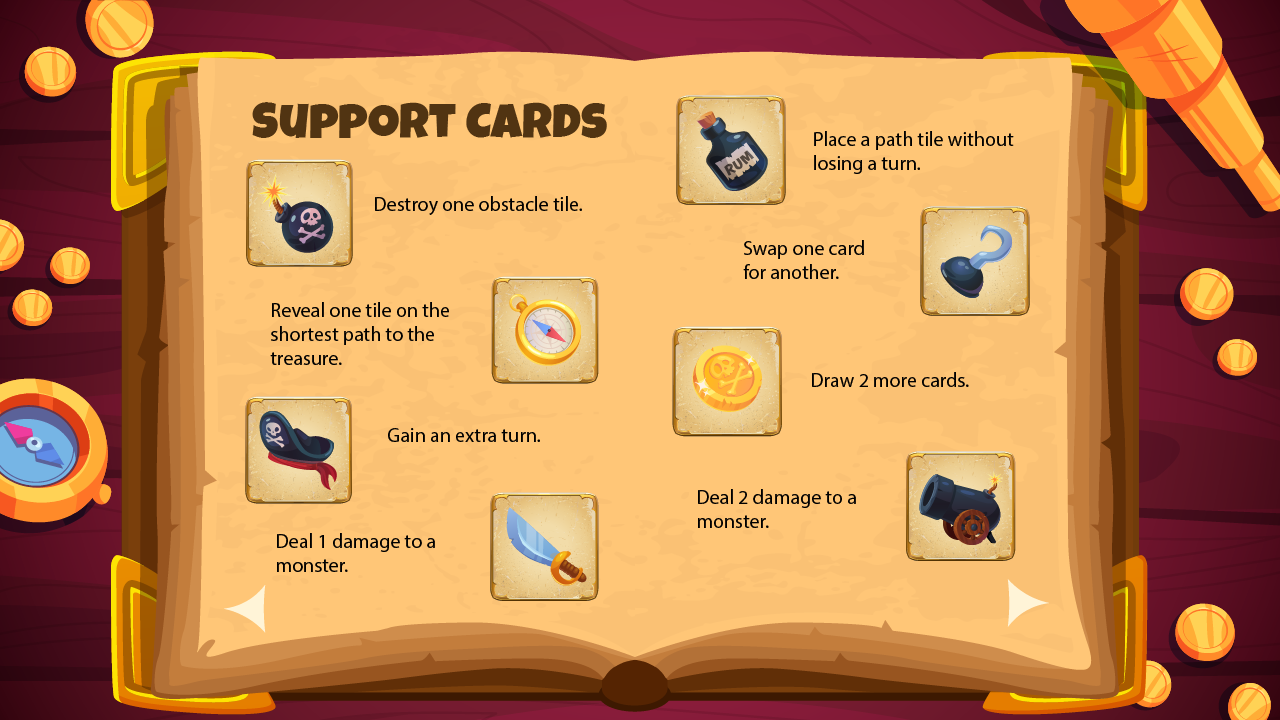 SUPPORT CARDS
Destroy one obstacle tile.
Reveal one tile on the
shortest path to the
treasure.
Gain an extra turn.
Deal 1 damage to a
monster.
RUM
Place a path tile without
losing a turn.
Swap one card
for another.
Draw 2 more cards.
Deal 2 damage to a
monster.